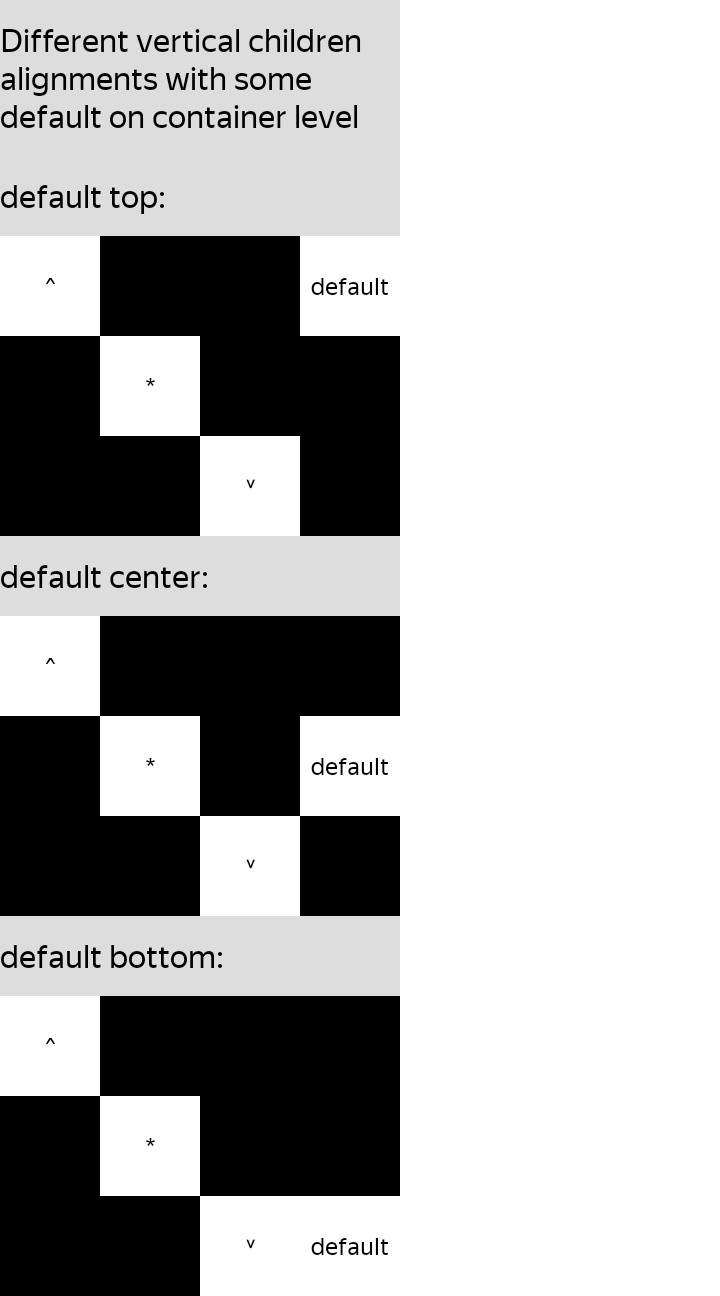 Different vertical children
alignments with some
default on container level
default top:
^ default
*
v
default center:
^
* default
v
default bottom:
^
*
v default